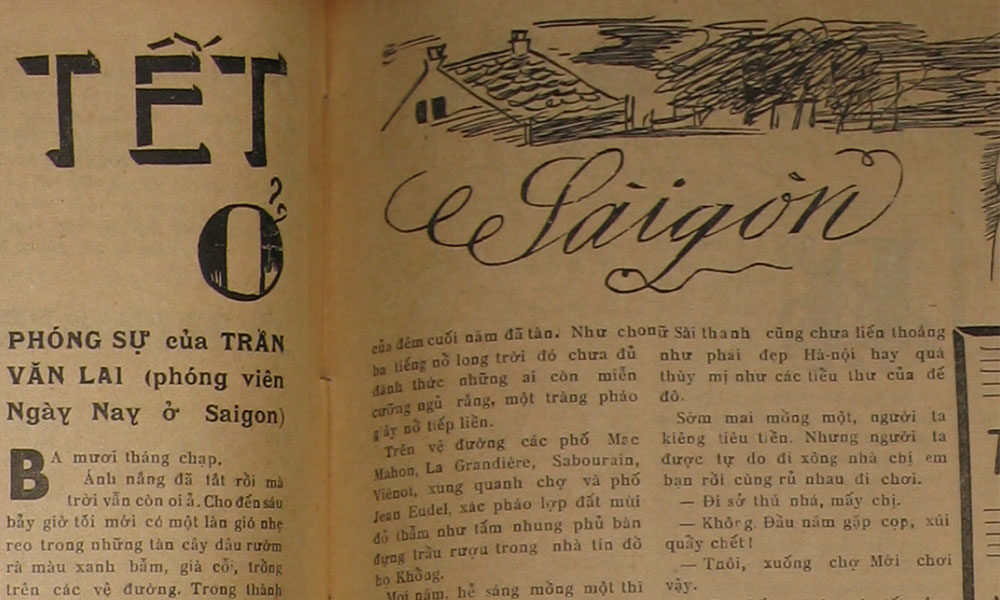 TẾT
Ở
Sàigòn
PHÓNG SỰ của TRẦN
VĂN LAI (phóng viên
Ngày Nay ở Saigon)
BA mươi tháng chạp.
Ánh nắng đã tắt rồi mà
trời vẫn còn oi ả. Cho đến sáu
bảy giờ tối mới có một làn gió nhẹ
reo trong những tàn cây dâu rườm
rà màu xanh bầm, già cỗi, trồng
trên các vệ đường. Trong thành
của đêm cuối năm đã tàn. Như chọn
ba tiếng nổ long trời đó chưa đủ
đánh thức những ai còn miễn
cưỡng ngủ rắng, một tràng pháo
giây nổ tiếp liền.
Trên vệ đường các phố Mac
Mahon, La Grandière, Sabourain,
Viénot, xung quanh chợ và phố
Jean Eudel, xác pháo lợp đất mùi
đỏ thẫm như tấm nhung phủ bàn
đựng trầu rượu trong nhà tín đồ
họ Khổng.
Mọi năm, hễ sáng mồng một thì
Sài thanh cũng chưa liến thoắng
như phái đẹp Hà-nội hay quá
thùy mị như các tiểu thư của đế
đô.
Sớm mai mồng một, người ta
kiêng tiêu tiền. Nhưng người ta
được tự do đi xông nhà chị em
bạn rồi cùng rủ nhau đi chơi.
— Đi sở thú nhá, mấy chị.
— Không. Đầu năm gặp cọp, xúi
quẩy chết!
— Thôi, xuống chợ Mới chơi
vậy.